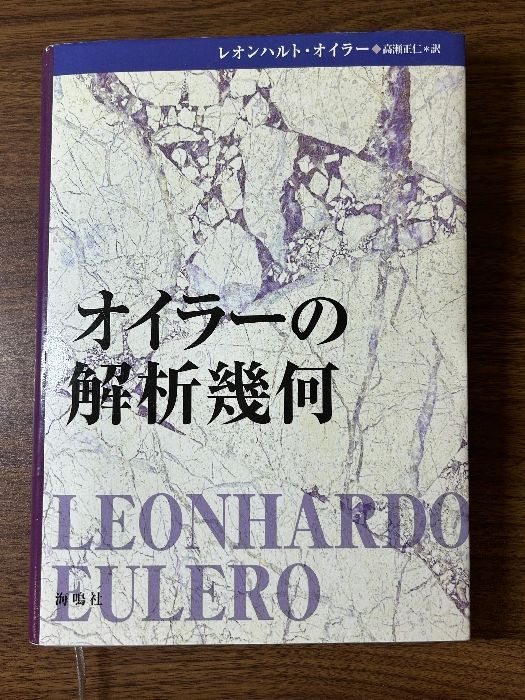 レオンハルト・オイラー◆高瀬正仁＊訳
オイラーの
解析幾何
LEONHARDO
EULERO
海鳴社